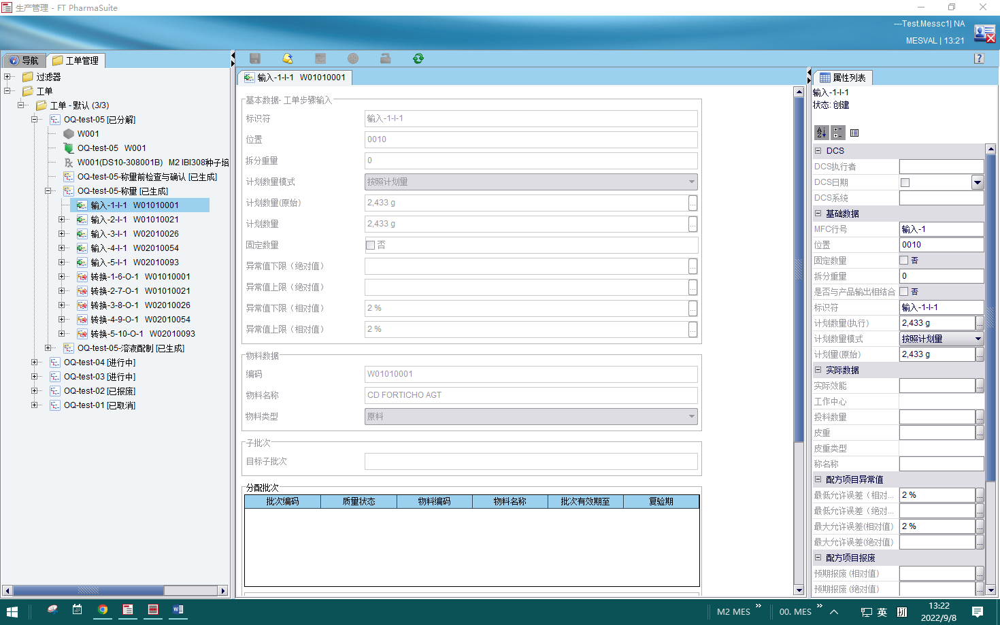 生产管理 - FT PharmaSuite
---Test.Messc1| NA
MESVAL | 13:21
导航
工单管理
过滤器
工单
工单 - 默认 (3/3)
OQ-test-05 [已分解]
W001
OQ-test-05 W001
W001(DS10-308001B) M2 IBI308种子培
OQ-test-05-称量前检查与确认 [已生成]
OQ-test-05-称量 [已生成]
输入-1-I-1 W01010001
输入-2-I-1 W01010021
输入-3-I-1 W02010026
输入-4-I-1 W02010054
输入-5-I-1 W02010093
转换-1-6-O-1 W01010001
转换-2-7-O-1 W01010021
转换-3-8-O-1 W02010026
转换-4-9-O-1 W02010054
转换-5-10-O-1 W02010093
OQ-test-05-溶液配制 [已生成]
OQ-test-04 [进行中]
OQ-test-03 [进行中]
OQ-test-02 [已报废]
OQ-test-01 [已取消]
输入-1-I-1 W01010001
基本数据- 工单步骤输入
标识符 输入-1-I-1
位置 0010
拆分重量 0
计划数量模式 按照计划量
计划数量(原始) 2,433 g ...
计划数量 2,433 g ...
固定数量 否
异常值下限（绝对值） ...
异常值上限（绝对值） ...
异常值下限（相对值） 2 % ...
异常值上限（相对值） 2 % ...
物料数据
编码 W01010001
物料名称 CD FORTICHO AGT
物料类型 原料
子批次
目标子批次
分配批次
批次编码 质量状态 物料编码 物料名称 批次有效期至 复验期
?
属性列表
输入-1-I-1
状态: 创建
DCS
DCS执行者
DCS日期
DCS系统
基础数据
MFC行号 输入-1
位置 0010
固定数量 否
拆分重量 0
是否与产品输出相结合 否
标识符 输入-1-I-1
计划数量(执行) 2,433 g ...
计划数量模式 按照计划量
计划量(原始) 2,433 g ...
实际数据
实际效能 ...
工作中心
投料数量 ...
皮重 ...
皮重类型
称名称
配方项目异常值
最低允许误差（相对... 2 % ...
最低允许误差（绝对... ...
最大允许误差(相对值) 2 % ...
最大允许误差(绝对值) ...
配方项目报废
预期报废 (相对值) ...
预期报废 (绝对值) ...
M2 MES
00. MES
英
拼
13:22
2022/9/8